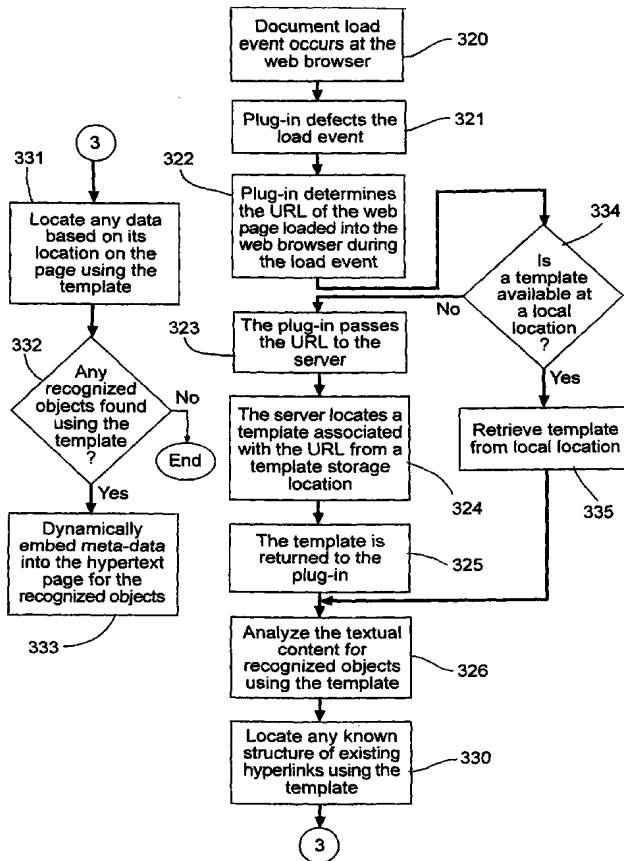 Document load
event occurs at the
web browser
320
Plug-in defects the
load event
321
322
Plug-in determines
the URL of the web
page loaded into the
web browser during
the load event
334
Is
a template
available at
a local
location
?
No
Yes
323
The plug-in passes
the URL to the
server
Retrieve template
from local location
335
The server locates a
template associated
with the URL from a
template storage
location
324
The template is
returned to the
plug-in
325
Analyze the textual
content for
recognized objects
using the template
326
Locate any known
structure of existing
hyperlinks using the
template
330
3
3
331
Locate any data
based on its
location on the
page using the
template
332
Any
recognized
objects found
using the
template
?
No
End
Yes
Dynamically
embed meta-data
into the hypertext
page for the
recognized objects
333